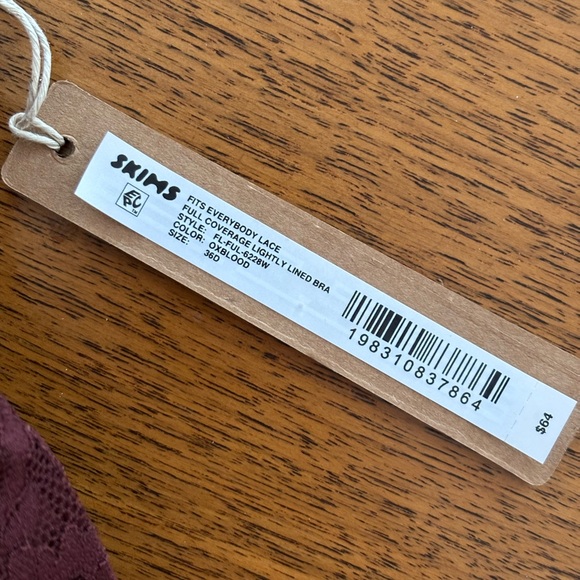 SKIMS
FITS EVERYBODY LACE
FULL COVERAGE LIGHTLY LINED BRA
STYLE: FL-FUL-6228W
COLOR: OXBLOOD
SIZE: 36D
198310837864
$64